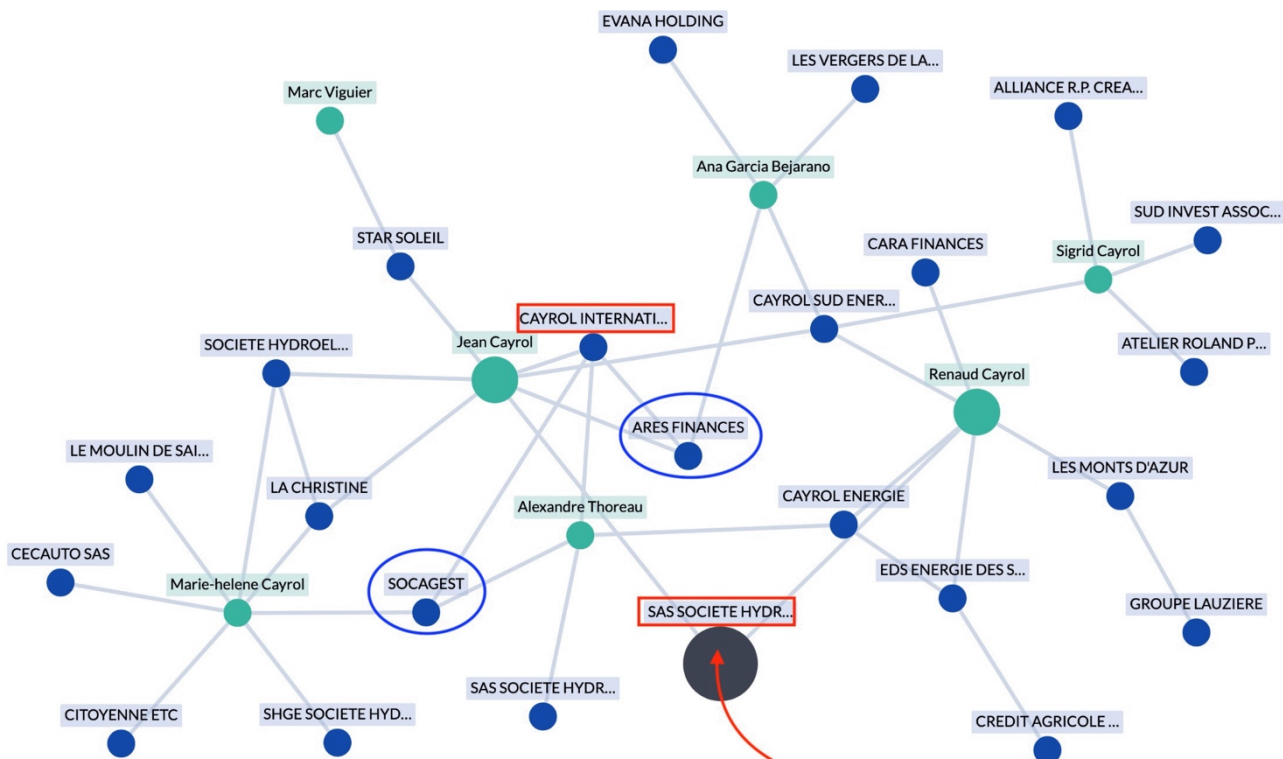 EVANA HOLDING
LES VERGERS DE LA...
ALLIANCE R.P. CREA...
Marc Viguier
Ana Garcia Bejarano
SUD INVEST ASSOC...
STAR SOLEIL
CARA FINANCES
Sigrid Cayrol
CAYROL INTERNATI...
CAYROL SUD ENER...
SOCIETE HYDROEL...
Jean Cayrol
ATELIER ROLAND P...
Renaud Cayrol
ARES FINANCES
LE MOULIN DE SAI...
LES MONTS D'AZUR
LA CHRISTINE
CAYROL ENERGIE
Alexandre Thoreau
CECAUTO SAS
Marie-helene Cayrol
SOCAGEST
EDS ENERGIE DES S...
SAS SOCIETE HYDR...
GROUPE LAUZIERE
SAS SOCIETE HYDR...
CITOYENNE ETC
SHGE SOCIETE HYD...
CREDIT AGRICOLE ...